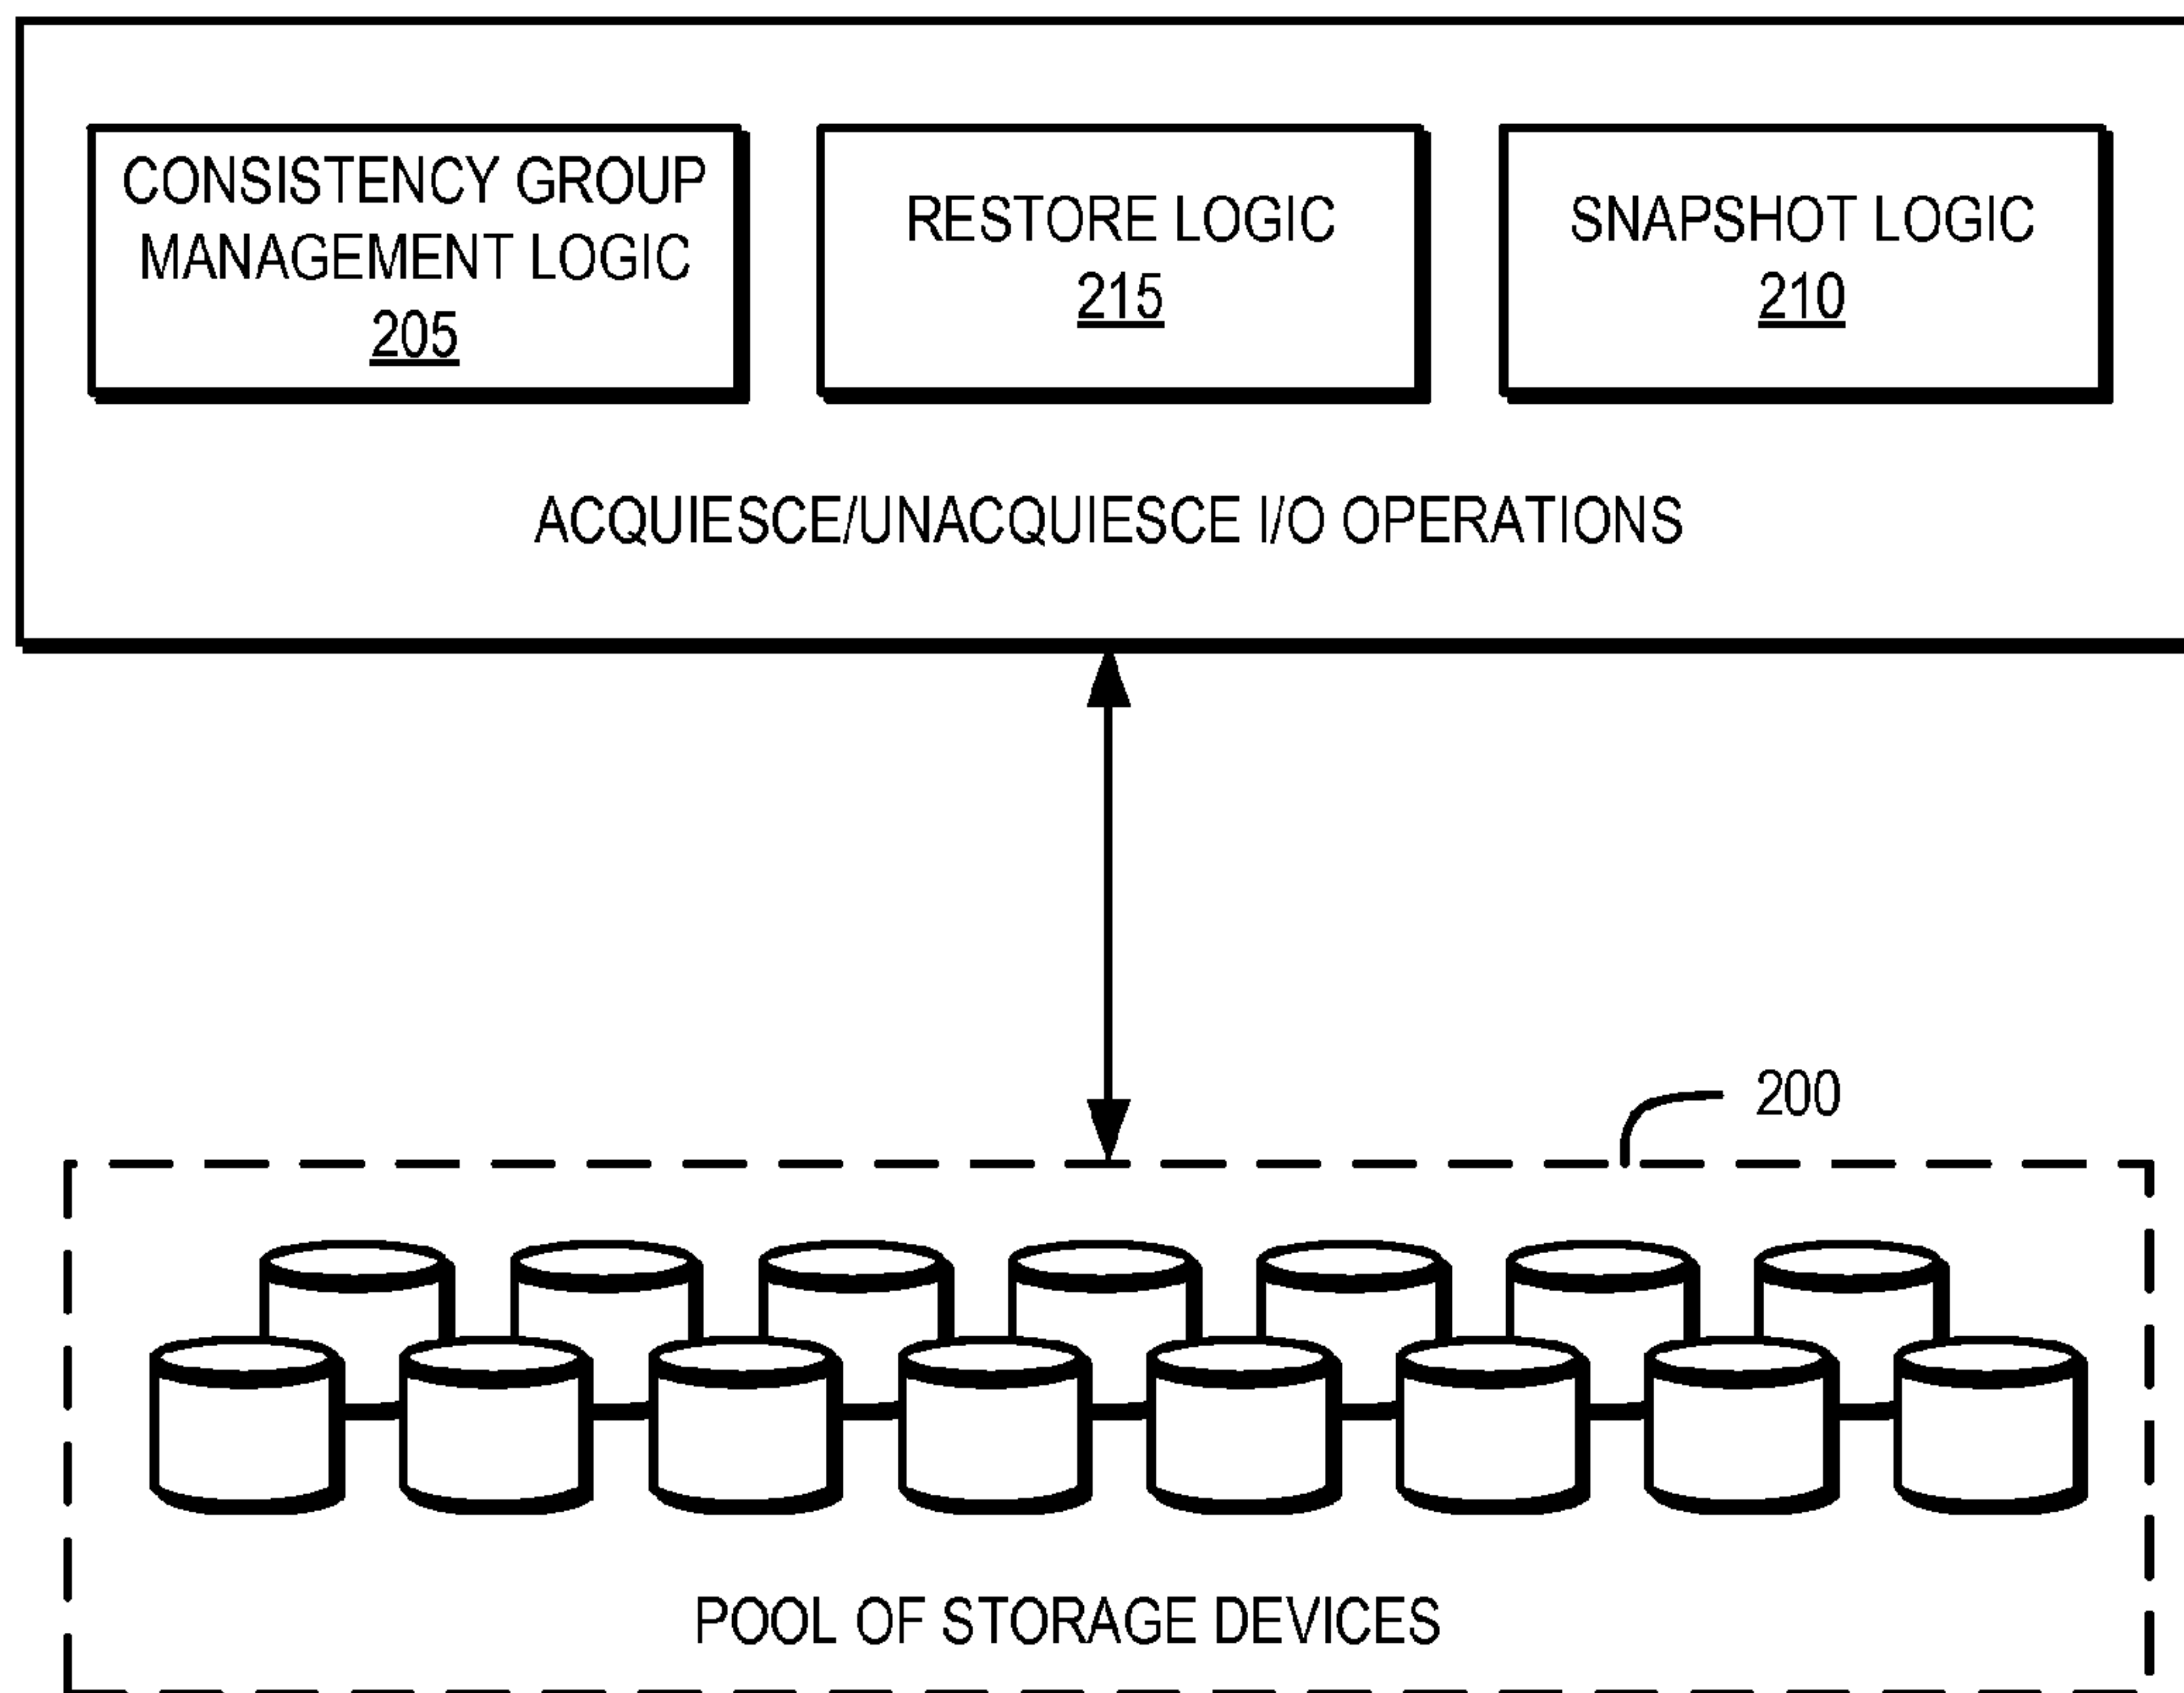 CONSISTENCY GROUP
MANAGEMENT LOGIC
205
RESTORE LOGIC
215
SNAPSHOT LOGIC
210
ACQUIESCE/UNACQUIESCE I/O OPERATIONS
200
POOL OF STORAGE DEVICES